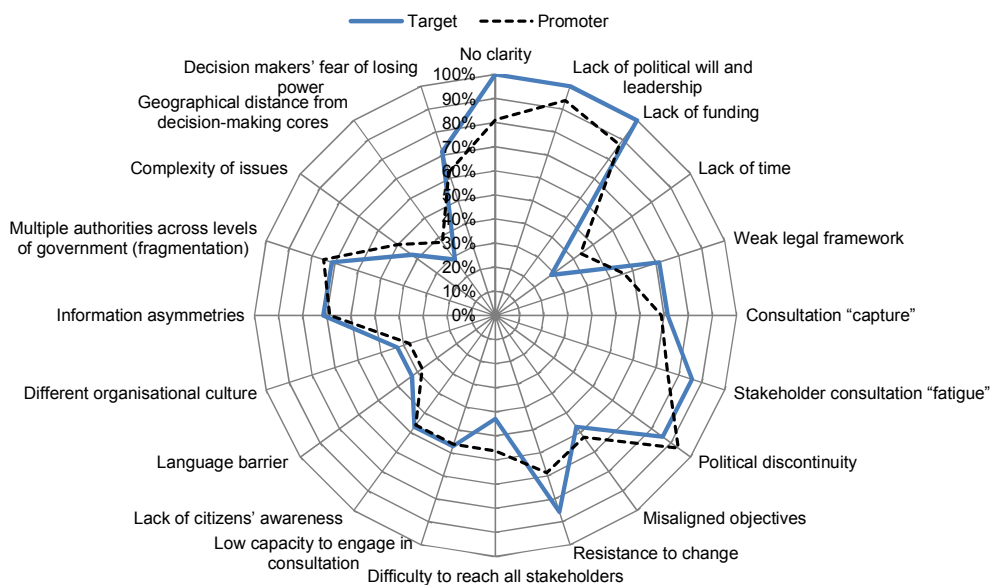 Target
Promoter
No clarity
Lack of political will and
leadership
Lack of funding
Lack of time
Weak legal framework
Consultation “capture”
Stakeholder consultation “fatigue”
Political discontinuity
Misaligned objectives
Resistance to change
Difficulty to reach all stakeholders
Low capacity to engage in
consultation
Lack of citizens’ awareness
Language barrier
Different organisational culture
Information asymmetries
Multiple authorities across levels
of government (fragmentation)
Complexity of issues
Geographical distance from
decision-making cores
Decision makers’ fear of losing
power
100%
90%
80%
70%
60%
50%
40%
30%
20%
10%
0%